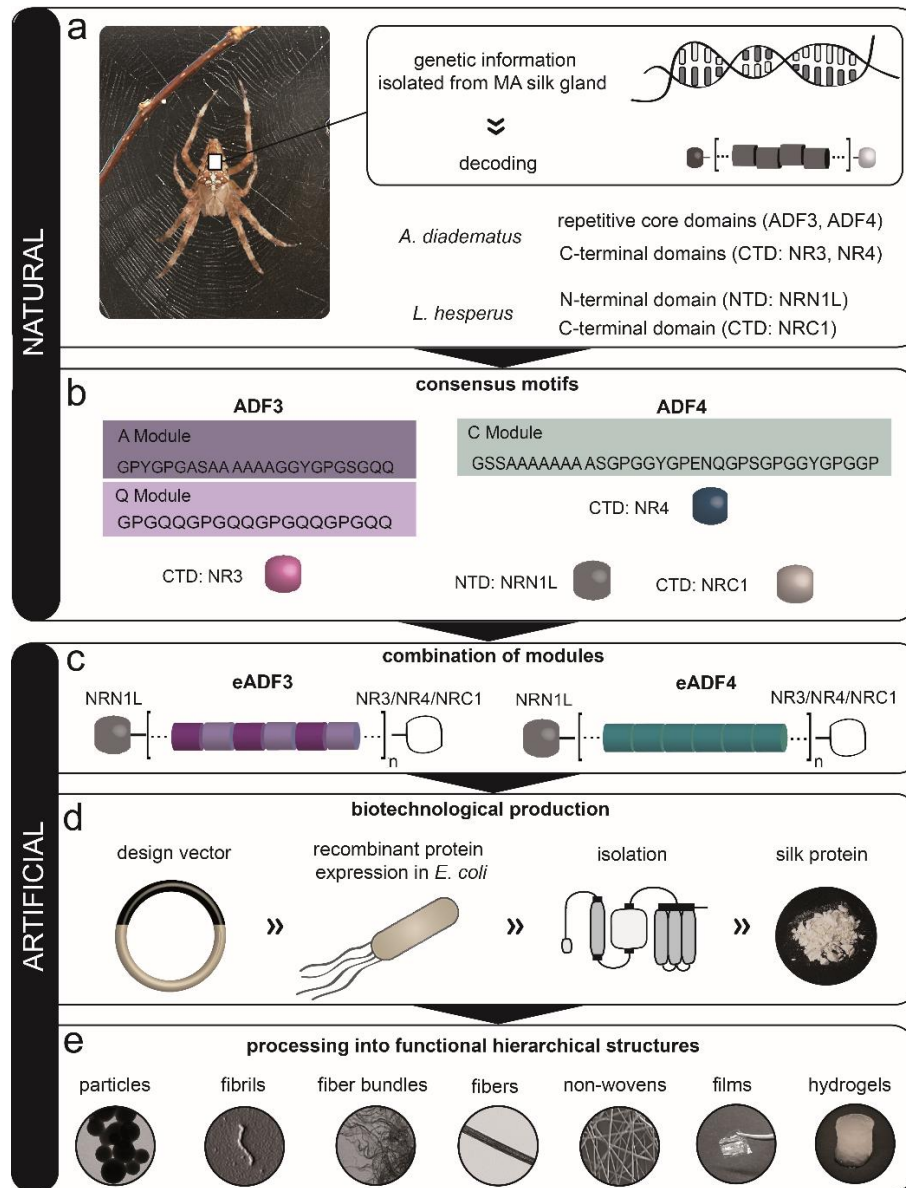 NATURAL
a
genetic information
isolated from MA silk gland
decoding
A. diadematus
repetitive core domains (ADF3, ADF4)
C-terminal domains (CTD: NR3, NR4)
L. hesperus
N-terminal domain (NTD: NRN1L)
C-terminal domain (CTD: NRC1)
b
consensus motifs
ADF3
A Module
GPYGPGASAA AAAAGGYGPGSGQQ
Q Module
GPGQQGPGQQGPGQQGPGQQ
CTD: NR3
ADF4
C Module
GSSAAAAAAAA ASGPGGYGPENQGPSGPGGYGPGGP
CTD: NR4
NTD: NRN1L
CTD: NRC1
ARTIFICIAL
c
combination of modules
eADF3
NRN1L
NR3/NR4/NRC1
n
eADF4
NRN1L
NR3/NR4/NRC1
n
d
biotechnological production
design vector
recombinant protein
expression in E. coli
isolation
silk protein
e
processing into functional hierarchical structures
particles
fibrils
fiber bundles
fibers
non-wovens
films
hydrogels